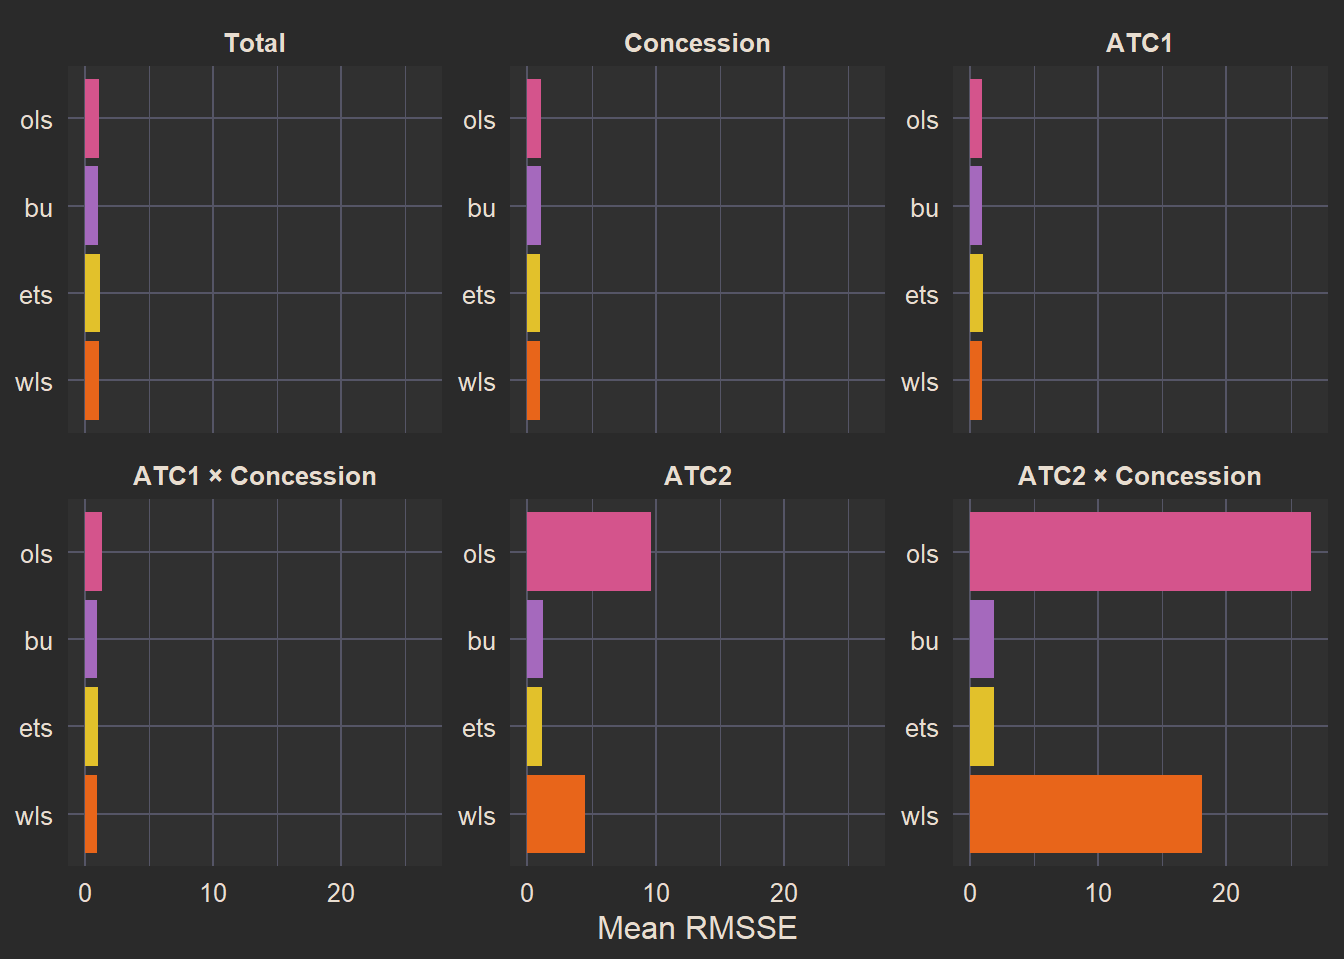 Total
Concession
ATC1
ols
bu
ets
wls
ols
bu
ets
wls
ols
bu
ets
wls
ATC1 × Concession
ATC2
ATC2 × Concession
ols
bu
ets
wls
ols
bu
ets
wls
ols
bu
ets
wls
0 10 20
0 10 20
0 10 20
Mean RMSSE